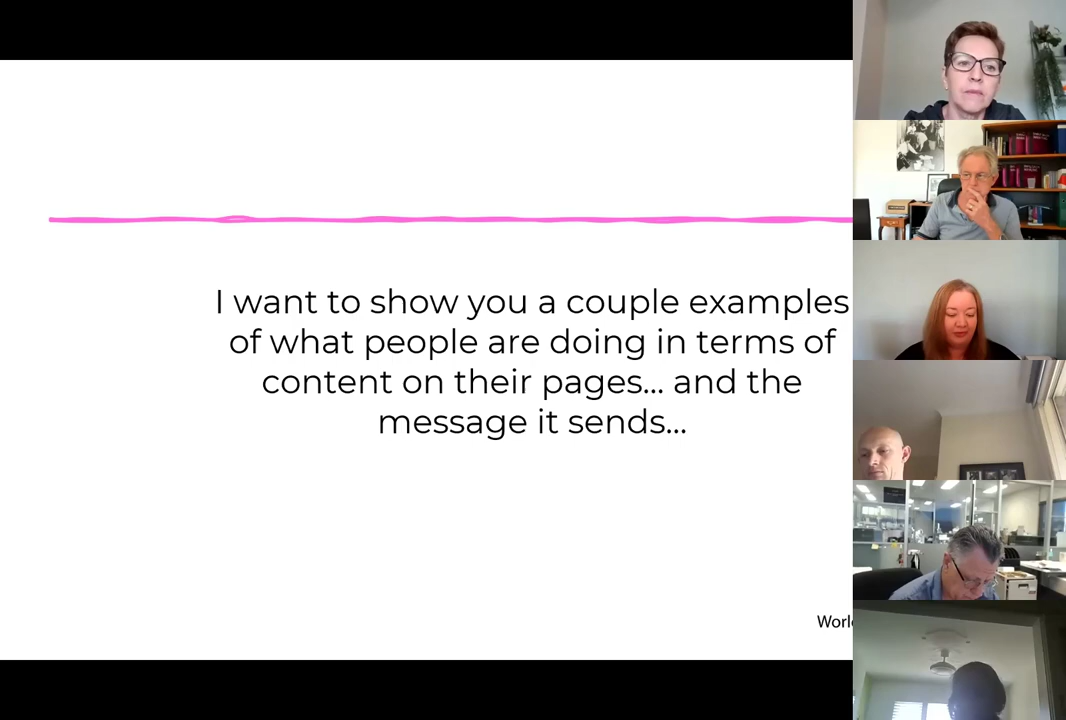 I want to show you a couple examples
of what people are doing in terms of
content on their pages... and the
message it sends...